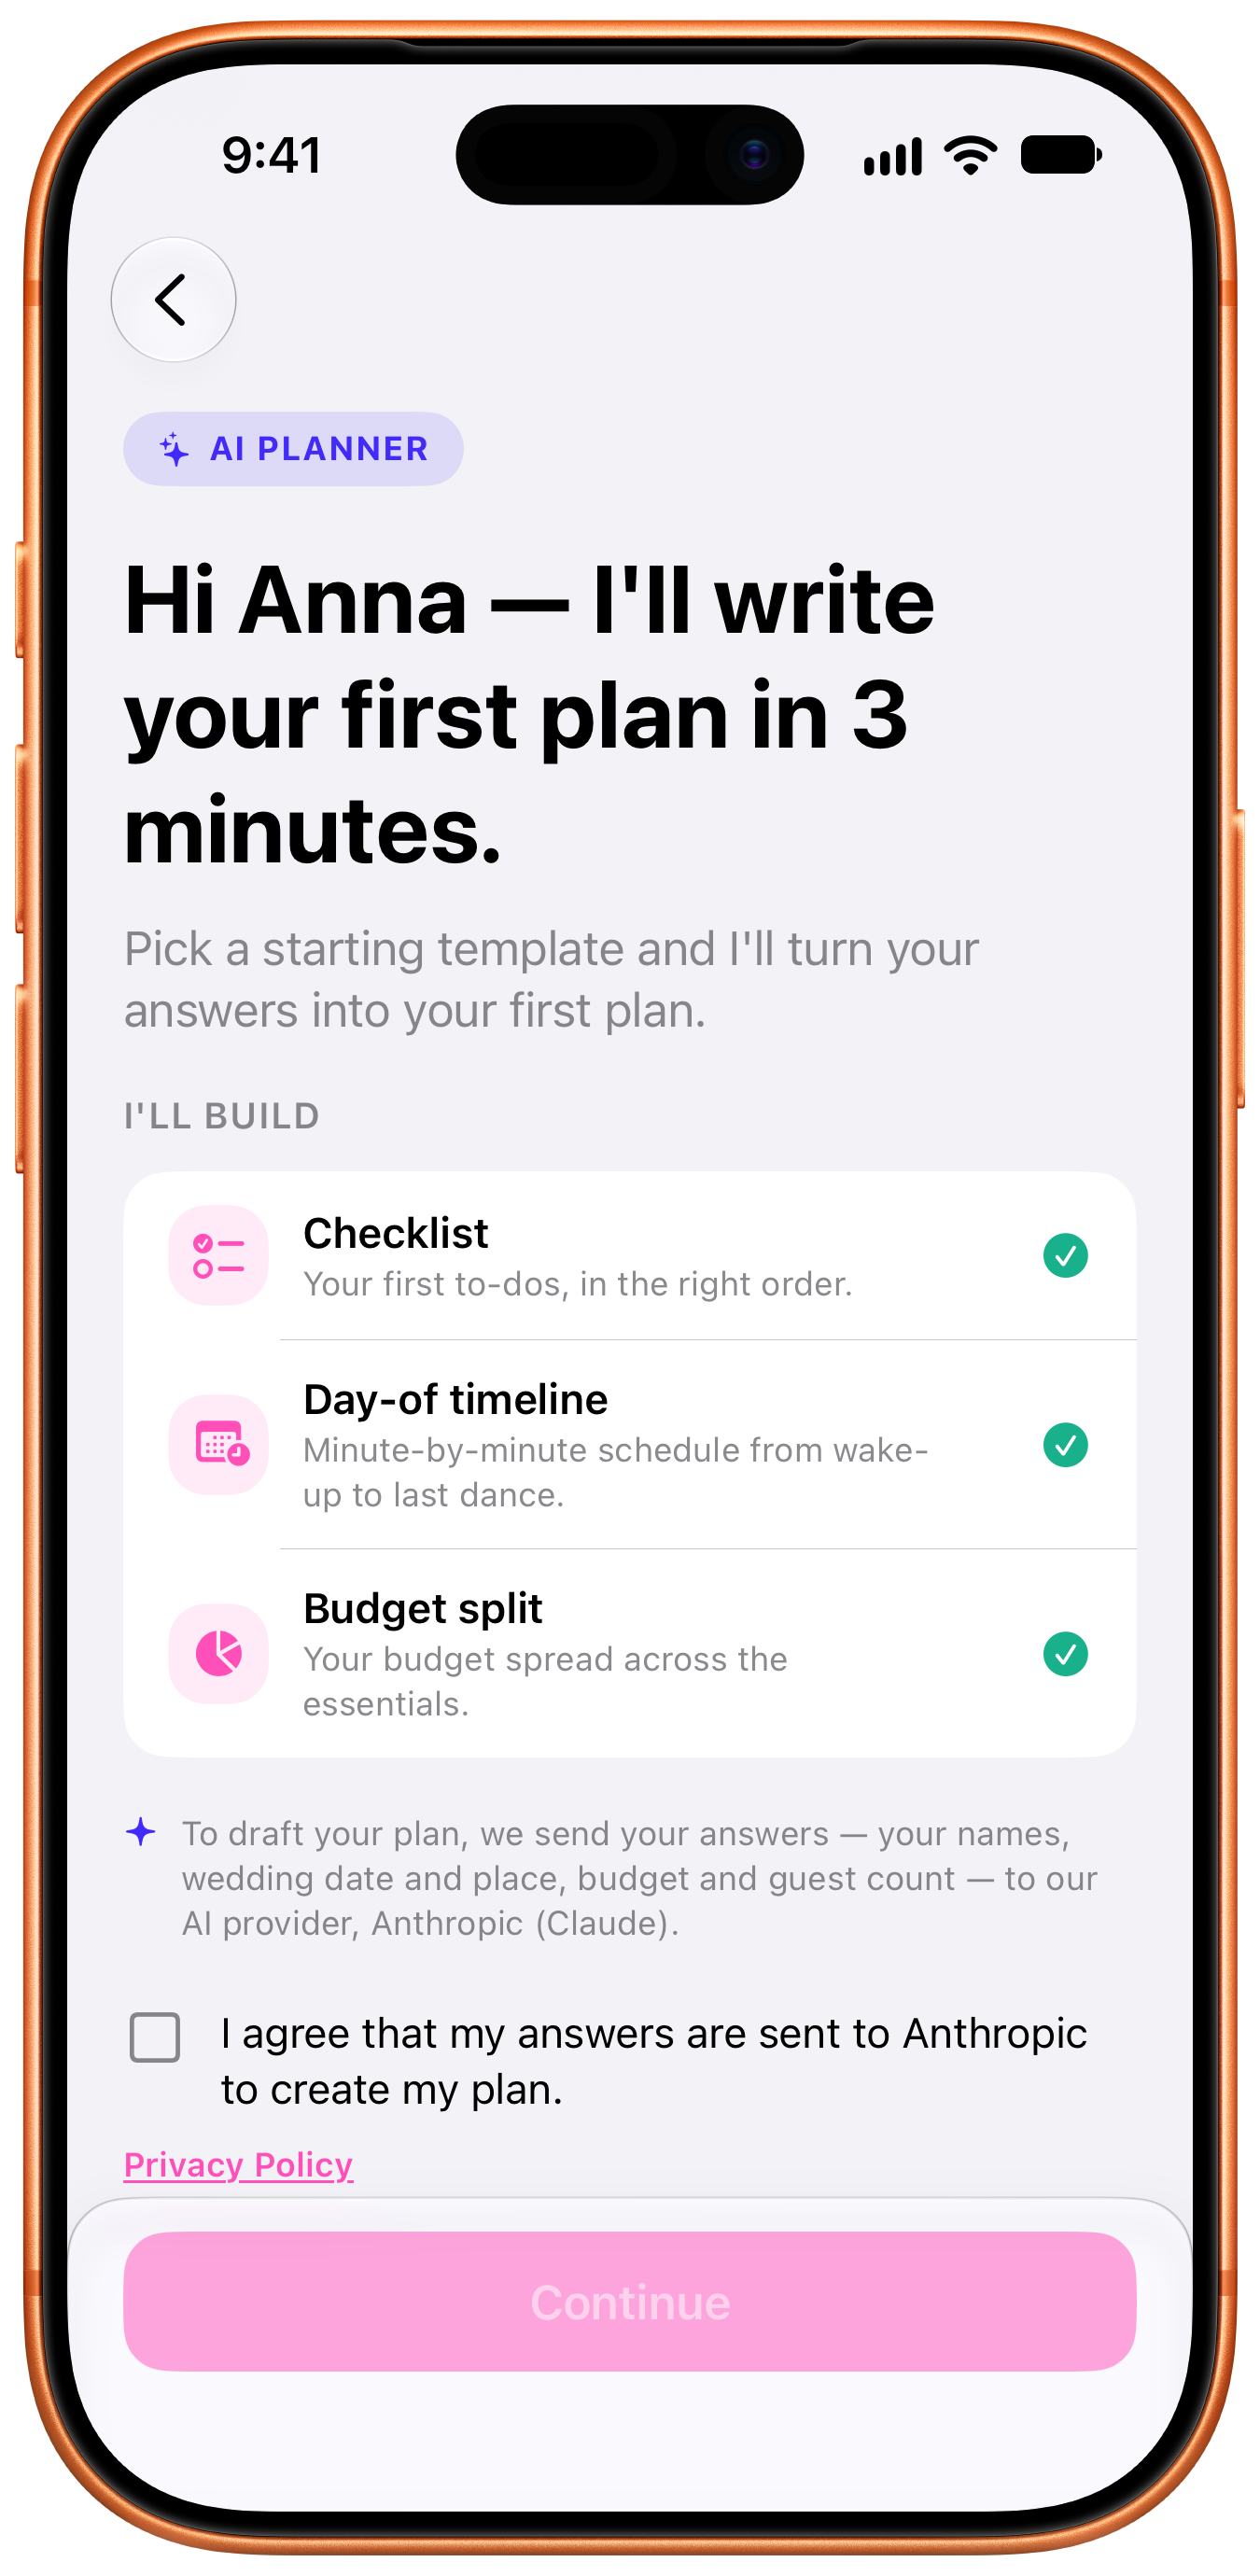 9:41
AI PLANNER
Hi Anna — I'll write
your first plan in 3
minutes.
Pick a starting template and I'll turn your
answers into your first plan.
I'LL BUILD
Checklist
Your first to-dos, in the right order.
Day-of timeline
Minute-by-minute schedule from wake-
up to last dance.
Budget split
Your budget spread across the
essentials.
To draft your plan, we send your answers — your names,
wedding date and place, budget and guest count — to our
AI provider, Anthropic (Claude).
I agree that my answers are sent to Anthropic
to create my plan.
Privacy Policy
Continue